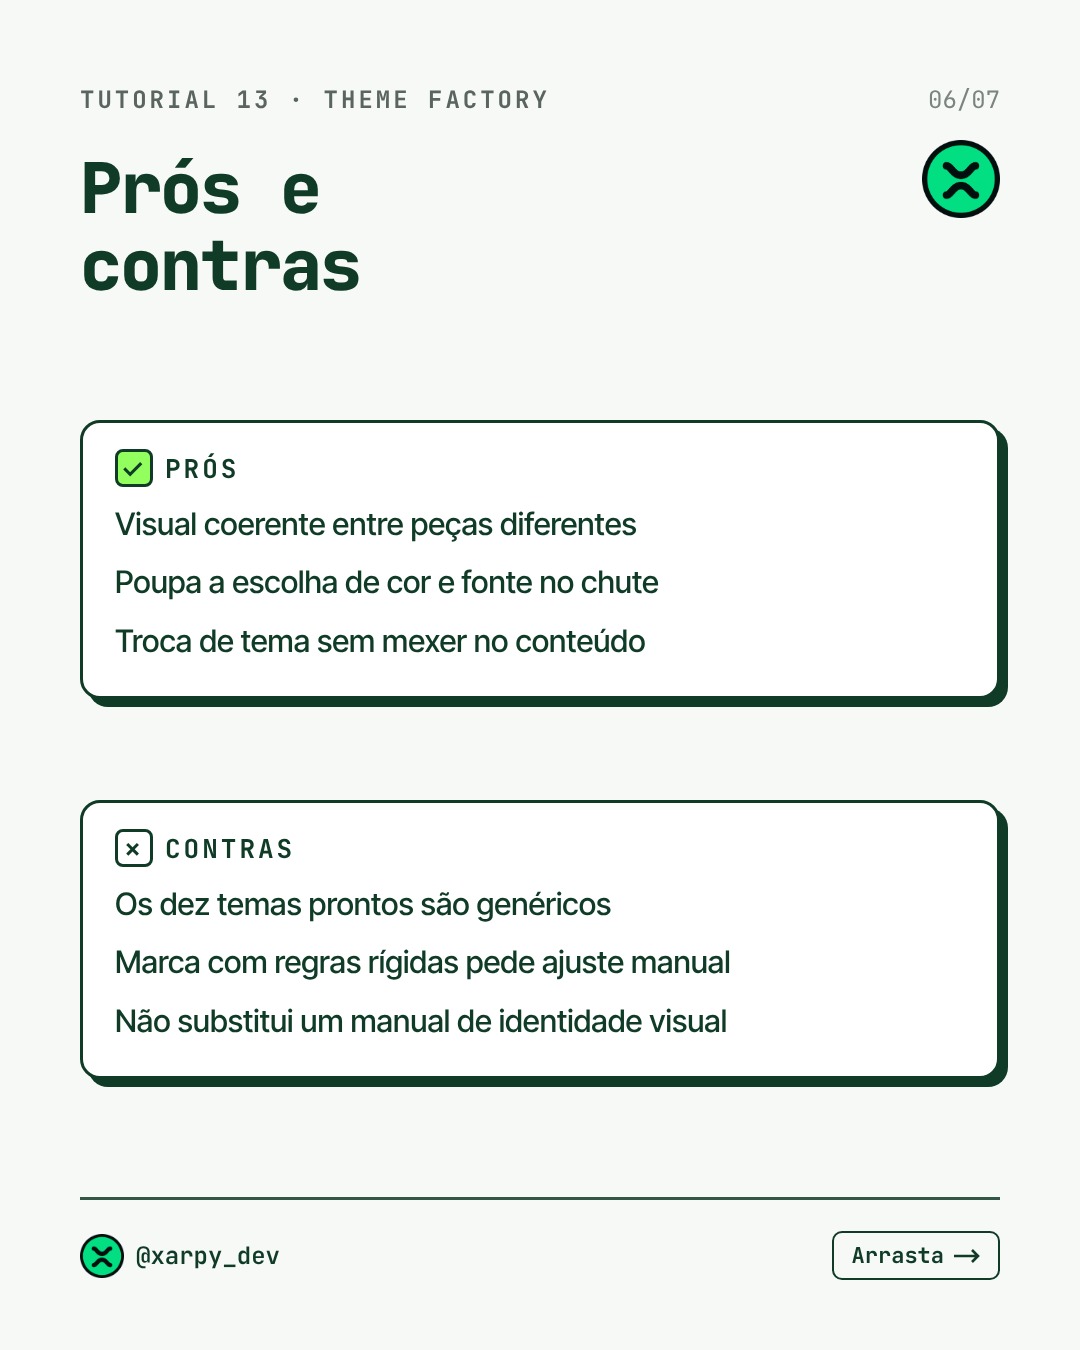 TUTORIAL 13 · THEME FACTORY
06/07
Prós e
contras
PRÓS
Visual coerente entre peças diferentes
Poupa a escolha de cor e fonte no chute
Troca de tema sem mexer no conteúdo
CONTRAS
Os dez temas prontos são genéricos
Marca com regras rígidas pede ajuste manual
Não substitui um manual de identidade visual
@xarpy_dev
Arrasta →